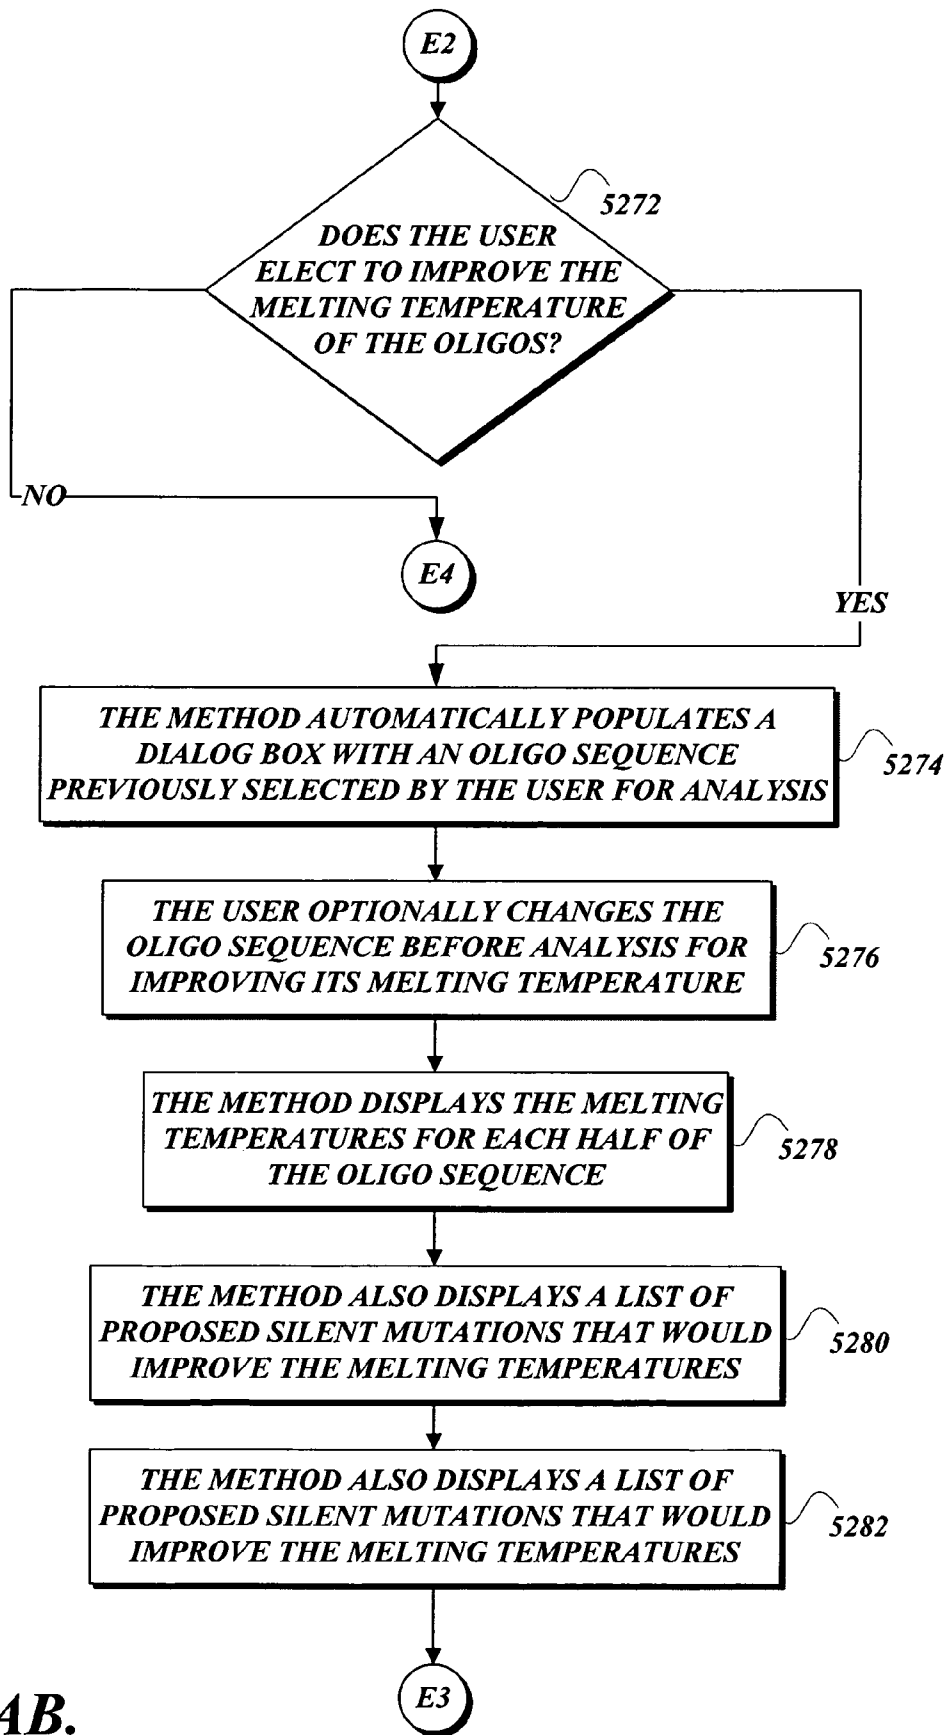 E2
5272
DOES THE USER
ELECT TO IMPROVE THE
MELTING TEMPERATURE
OF THE OLIGOS?
NO
E4
YES
THE METHOD AUTOMATICALLY POPULATES A
DIALOG BOX WITH AN OLIGO SEQUENCE
PREVIOUSLY SELECTED BY THE USER FOR ANALYSIS
5274
THE USER OPTIONALLY CHANGES THE
OLIGO SEQUENCE BEFORE ANALYSIS FOR
IMPROVING ITS MELTING TEMPERATURE
5276
THE METHOD DISPLAYS THE MELTING
TEMPERATURES FOR EACH HALF OF
THE OLIGO SEQUENCE
5278
THE METHOD ALSO DISPLAYS A LIST OF
PROPOSED SILENT MUTATIONS THAT WOULD
IMPROVE THE MELTING TEMPERATURES
5280
THE METHOD ALSO DISPLAYS A LIST OF
PROPOSED SILENT MUTATIONS THAT WOULD
IMPROVE THE MELTING TEMPERATURES
5282
E3
AB.